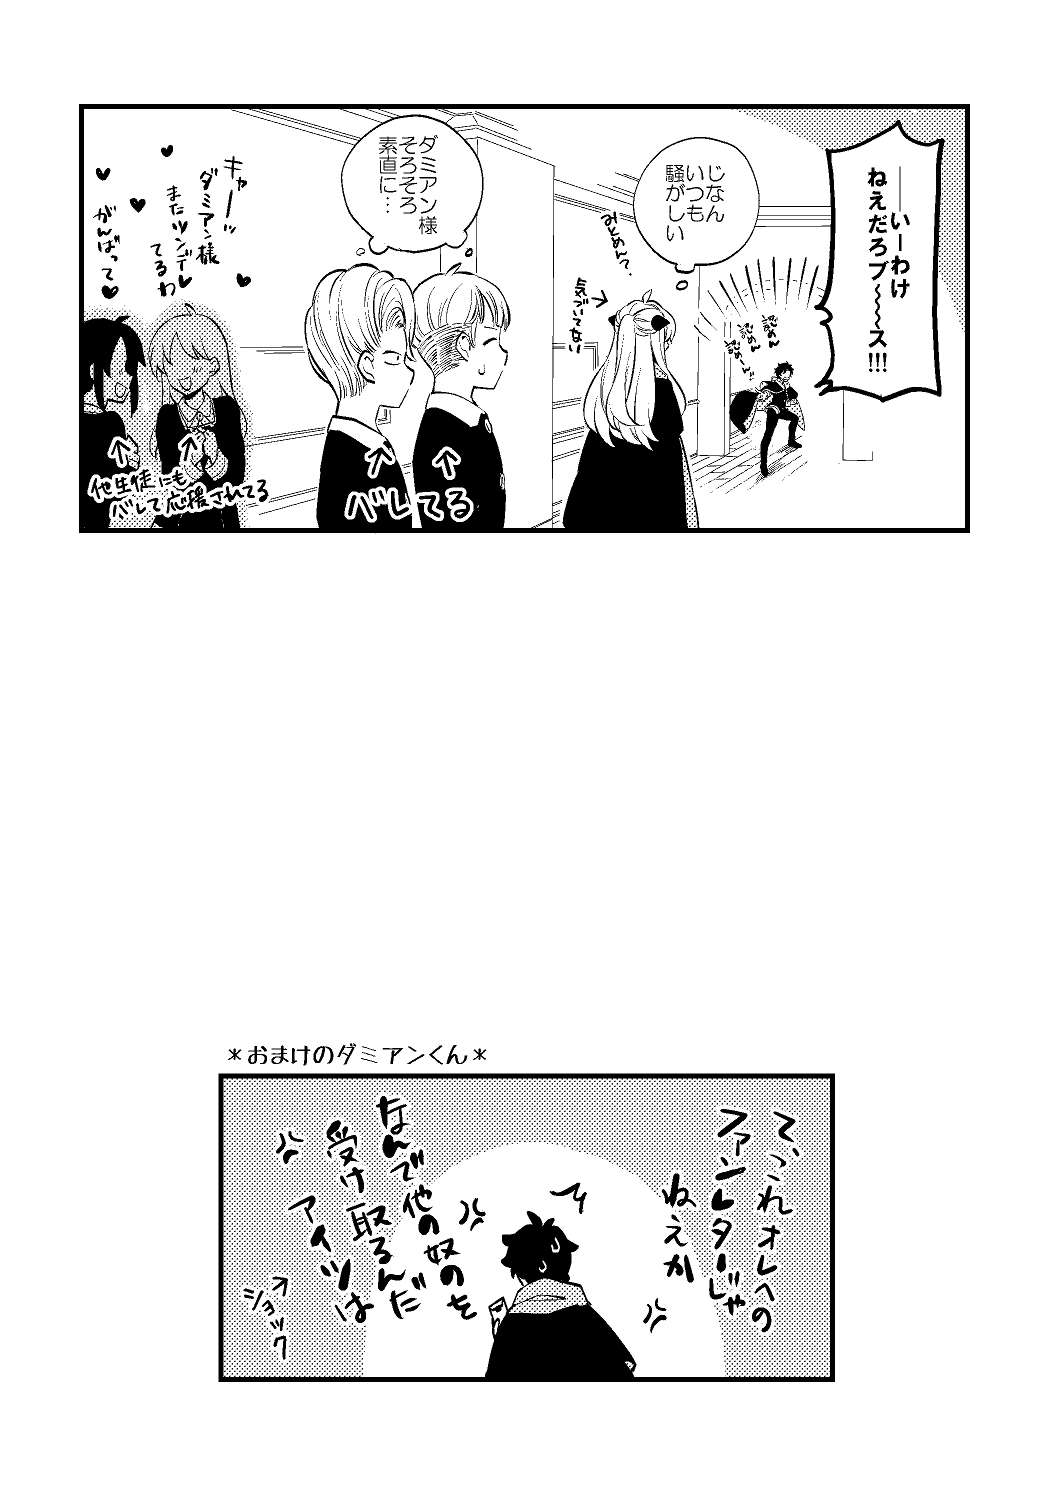 ──いーわけ
ねえだろブ～～～ス!!!
認めん
認めん
認めーん
じなん
いつも
騒がしい
みとめん?
気づいてない
ダミアン様
そろそろ
素直に…
バレてる
キャーーッ
ダミアン様
またツンデ
てるわ
がんばって
他生徒にも
バレて応援されてる
＊おまけのダミアンくん＊
て、これオレへの
ファンレターじゃ
ねえか
なんで他の奴のを
受け取るんだ
アイツは
ショック